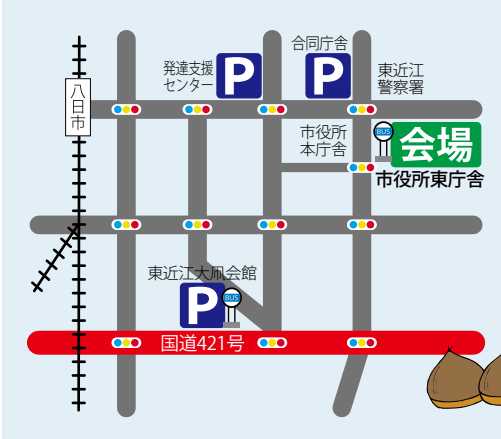 合同庁舎
発達支援
センター
P
P
東近江
警察署
八日市
市役所
本庁舎
BUS
会場
市役所東庁舎
東近江大凧会館
P
BUS
国道421号